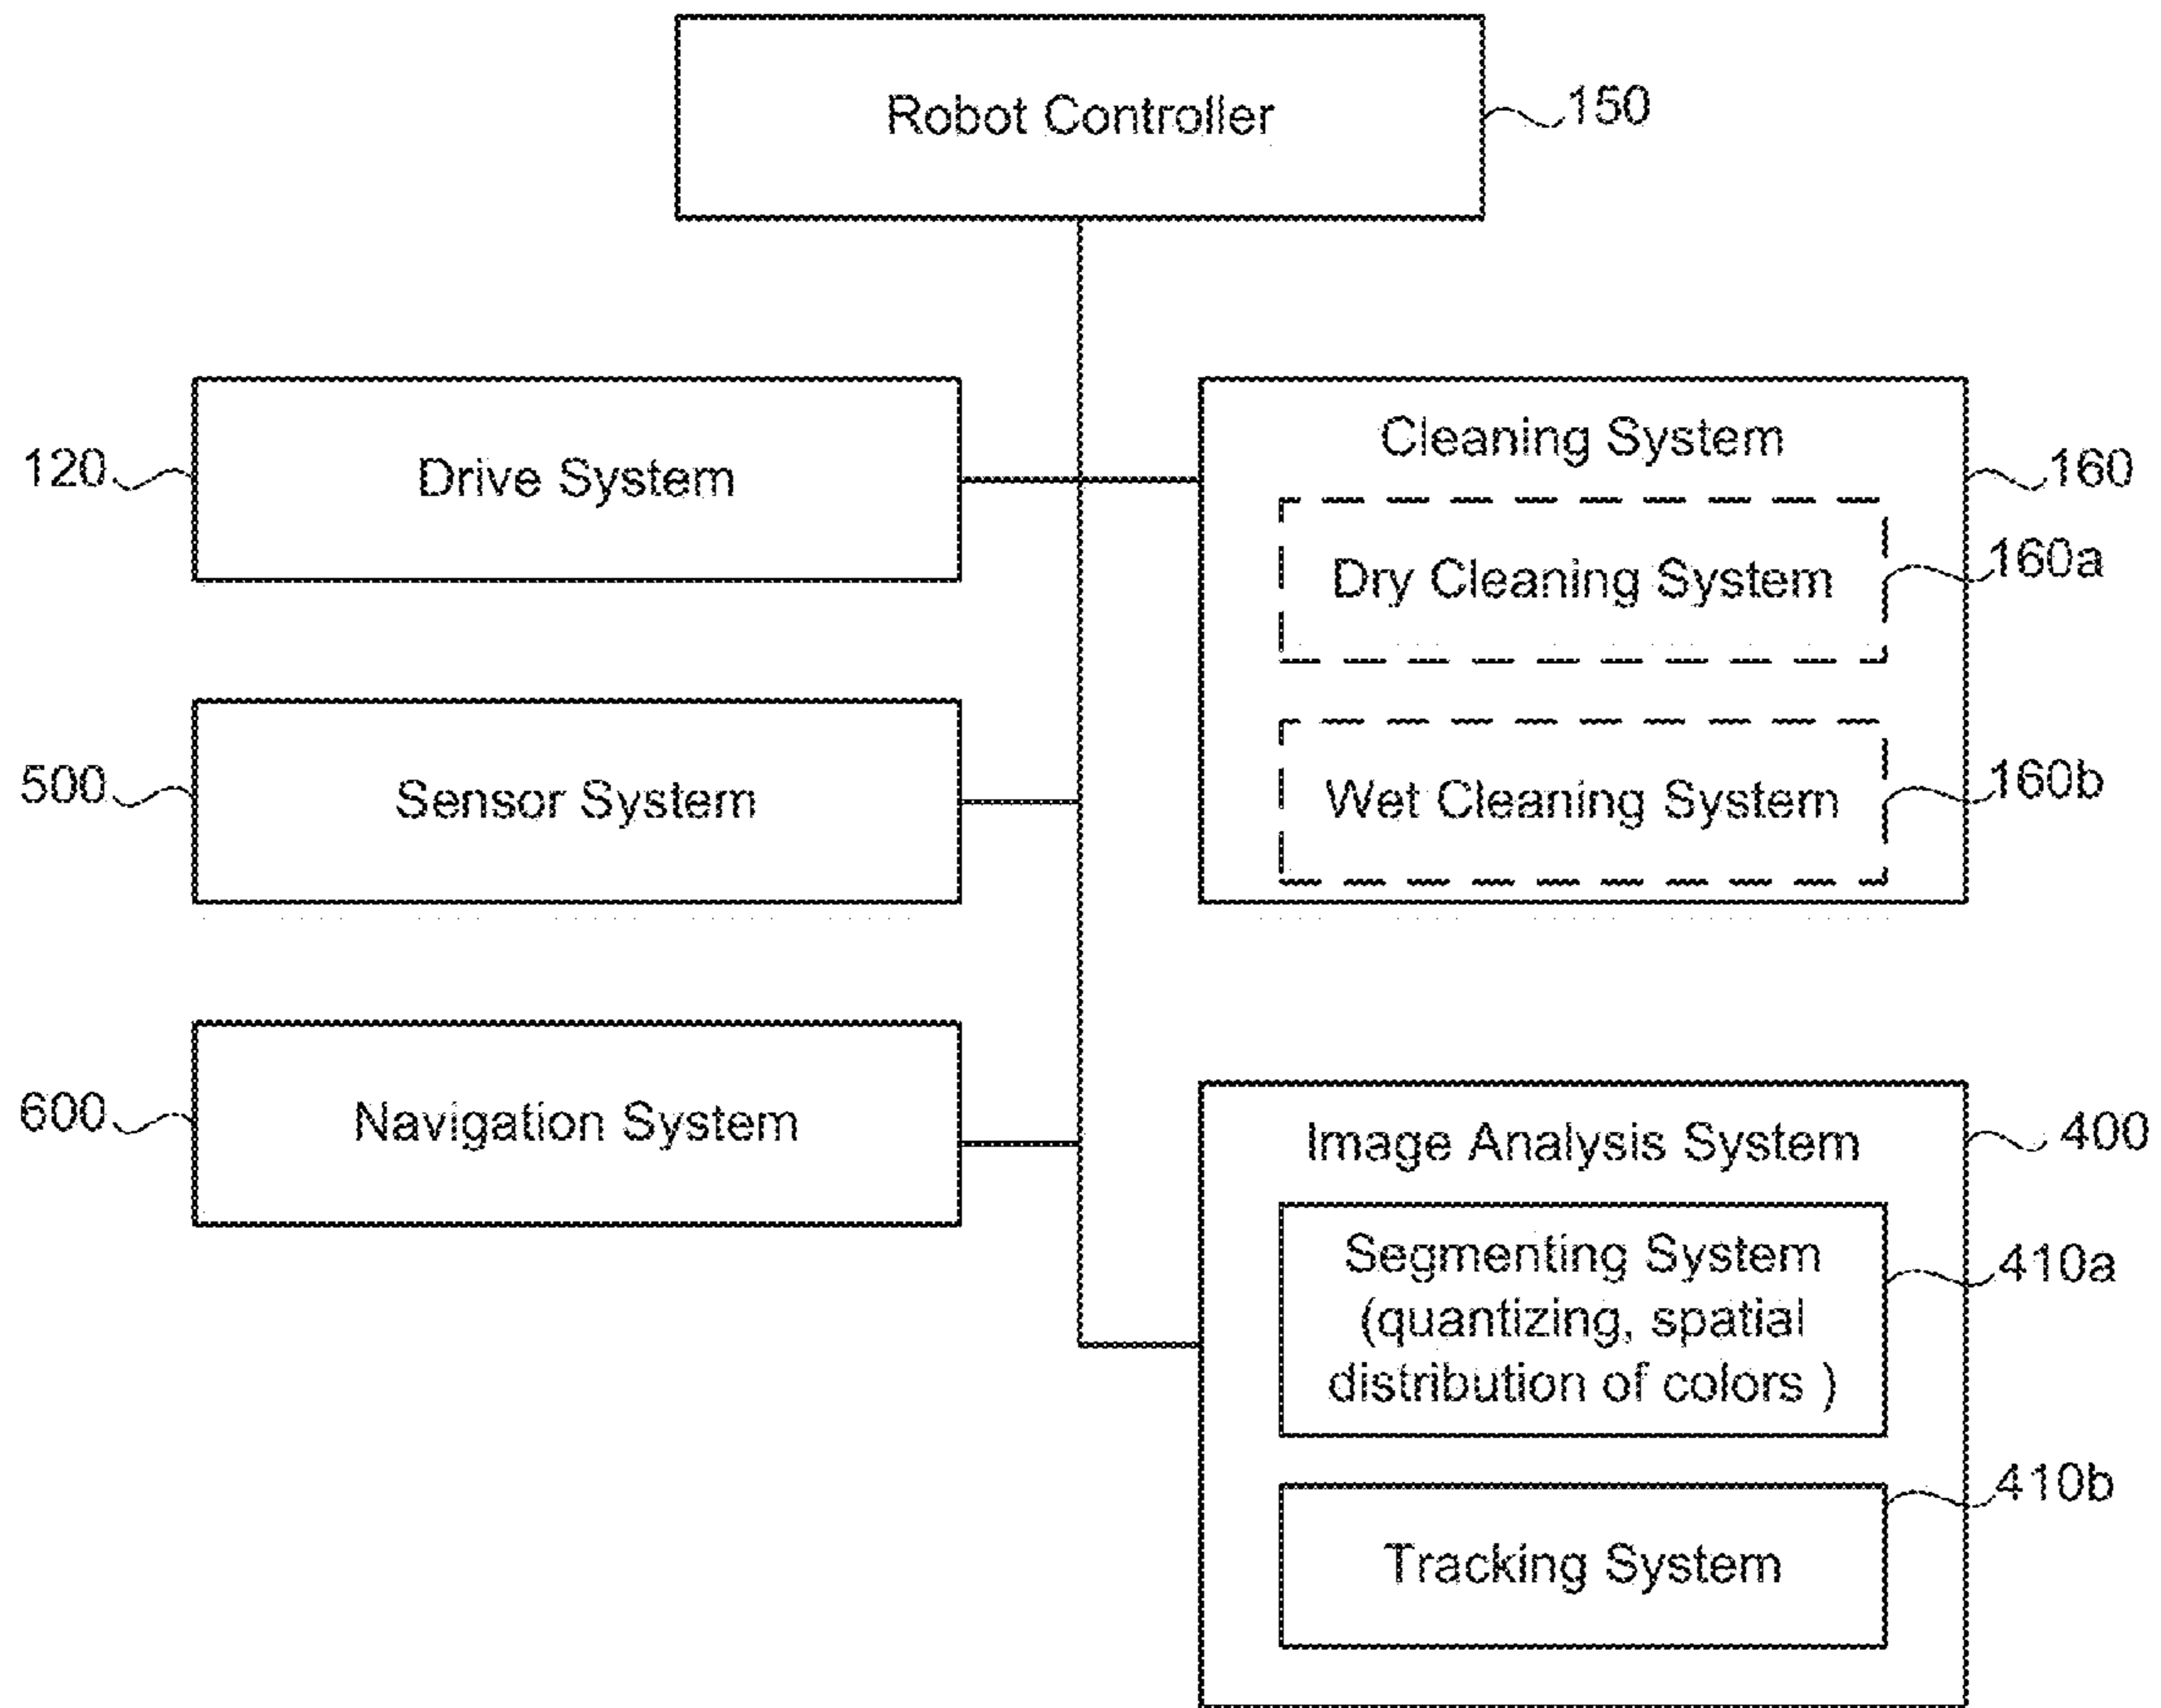 Robot Controller
150
Drive System
120
Cleaning System
160
Dry Cleaning System
160a
Wet Cleaning System
160b
Sensor System
500
Navigation System
600
Image Analysis System
400
Segmenting System
(quantizing, spatial
distribution of colors )
410a
Tracking System
410b